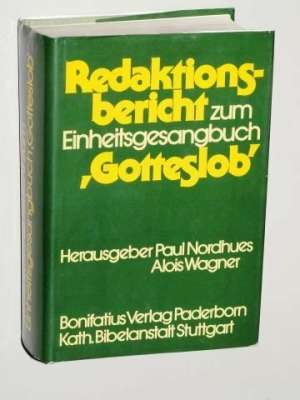 Redaktions-
bericht zum
Einheitsgesangbuch
‚Gotteslob'
Herausgeber Paul Nordhues
Alois Wagner
Bonifatius Verlag Paderborn
Kath. Bibelanstalt Stuttgart
Einheitsgesangbuch ‚Gotteslob'